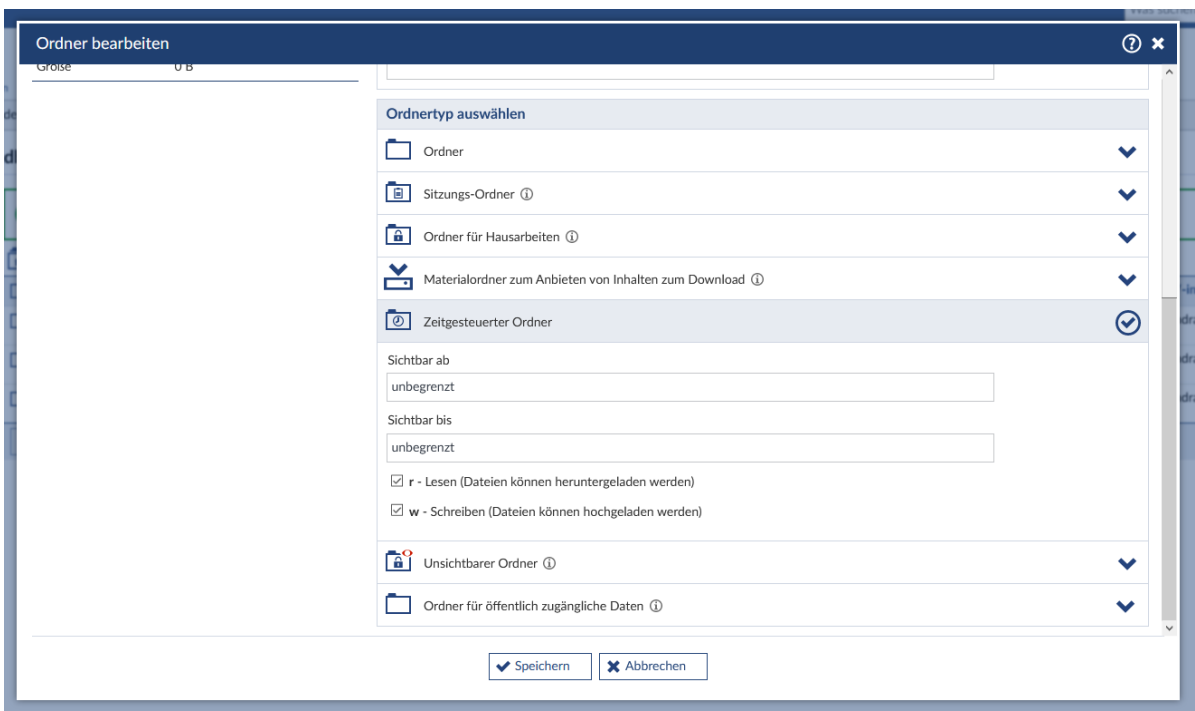 Was suchen
Ordner bearbeiten
Größe 0 B
Ordnertyp auswählen
Ordner
Sitzungs-Ordner
Ordner für Hausarbeiten
Materialordner zum Anbieten von Inhalten zum Download
Zeitgesteuerter Ordner
Sichtbar ab
unbegrenzt
Sichtbar bis
unbegrenzt
r - Lesen (Dateien können heruntergeladen werden)
w - Schreiben (Dateien können hochgeladen werden)
Unsichtbarer Ordner
Ordner für öffentlich zugängliche Daten
Speichern Abbrechen